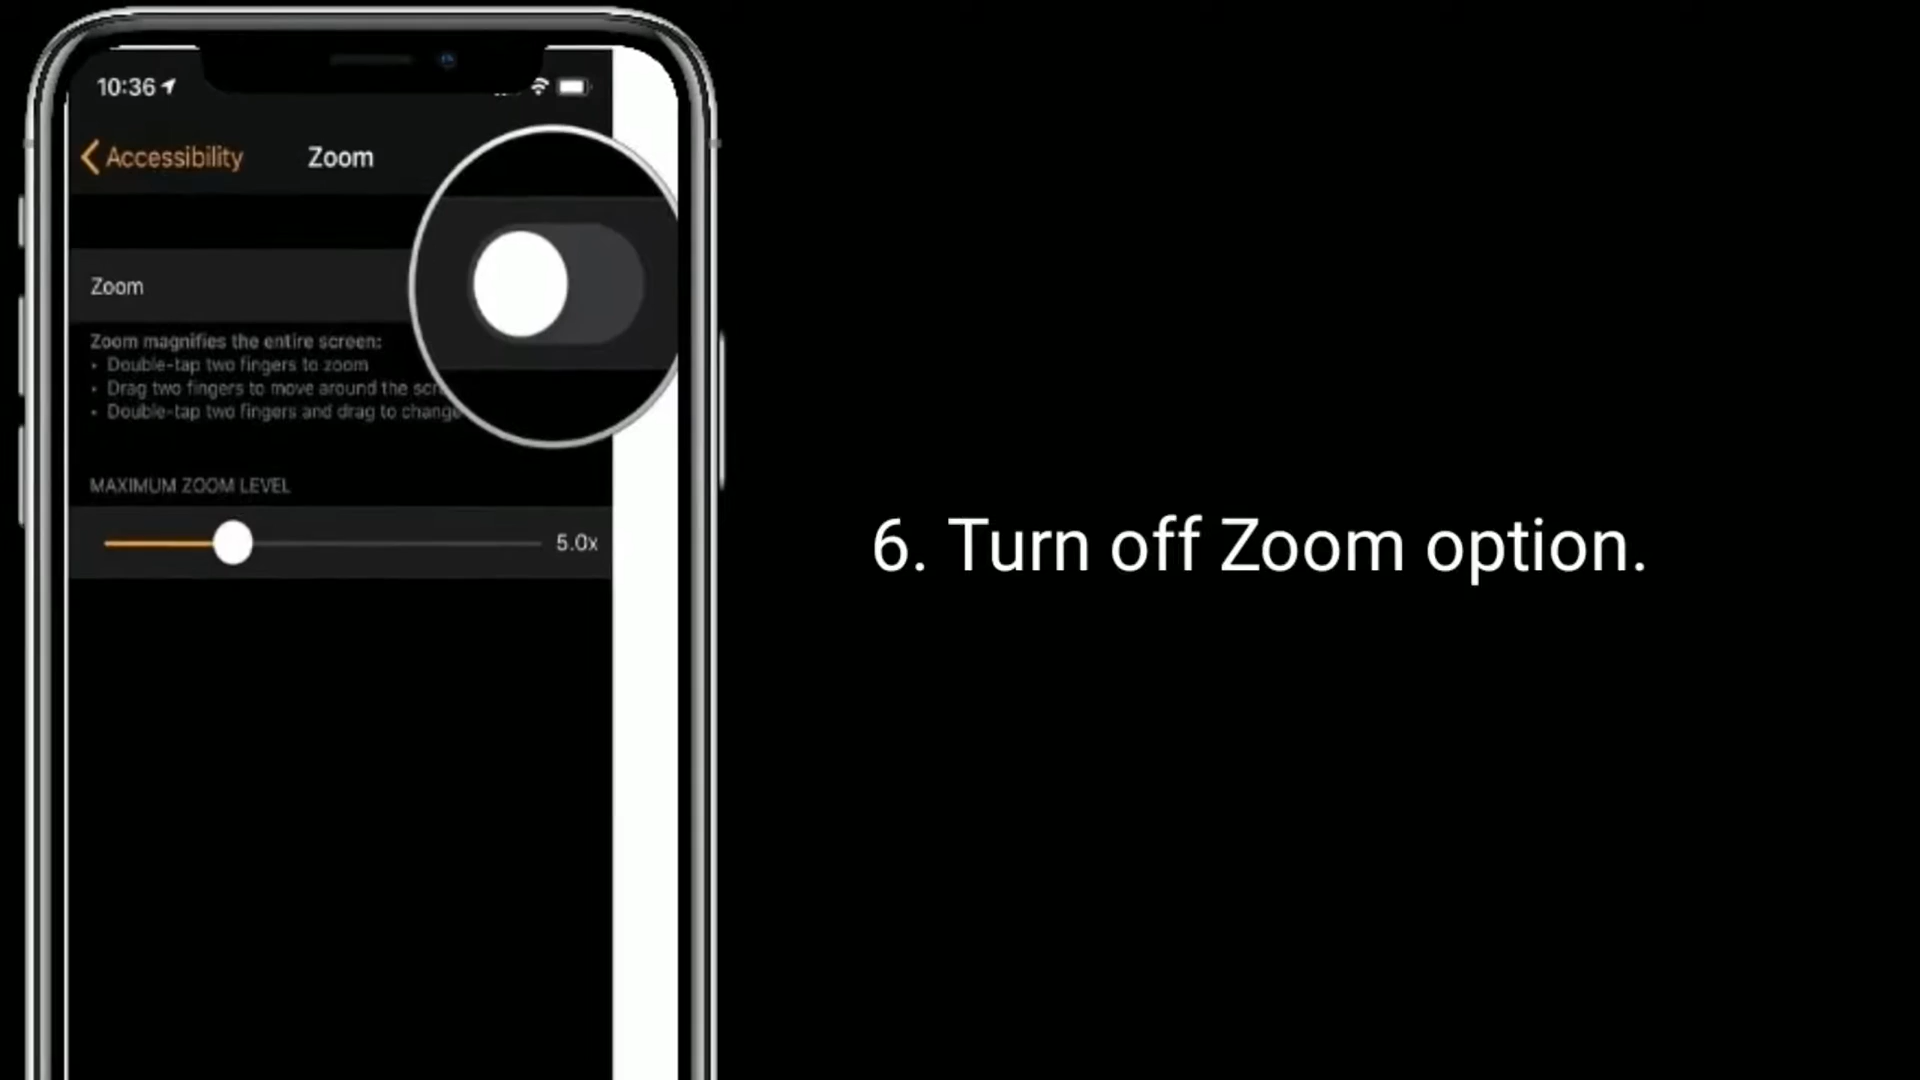 10:36
Accessibility
Zoom
Zoom
Zoom magnifies the entire screen:
• Double-tap two fingers to zoom
• Drag two fingers to move around the
• Double-tap two fingers and drag to change
MAXIMUM ZOOM LEVEL
5.0x
6. Turn off Zoom option.